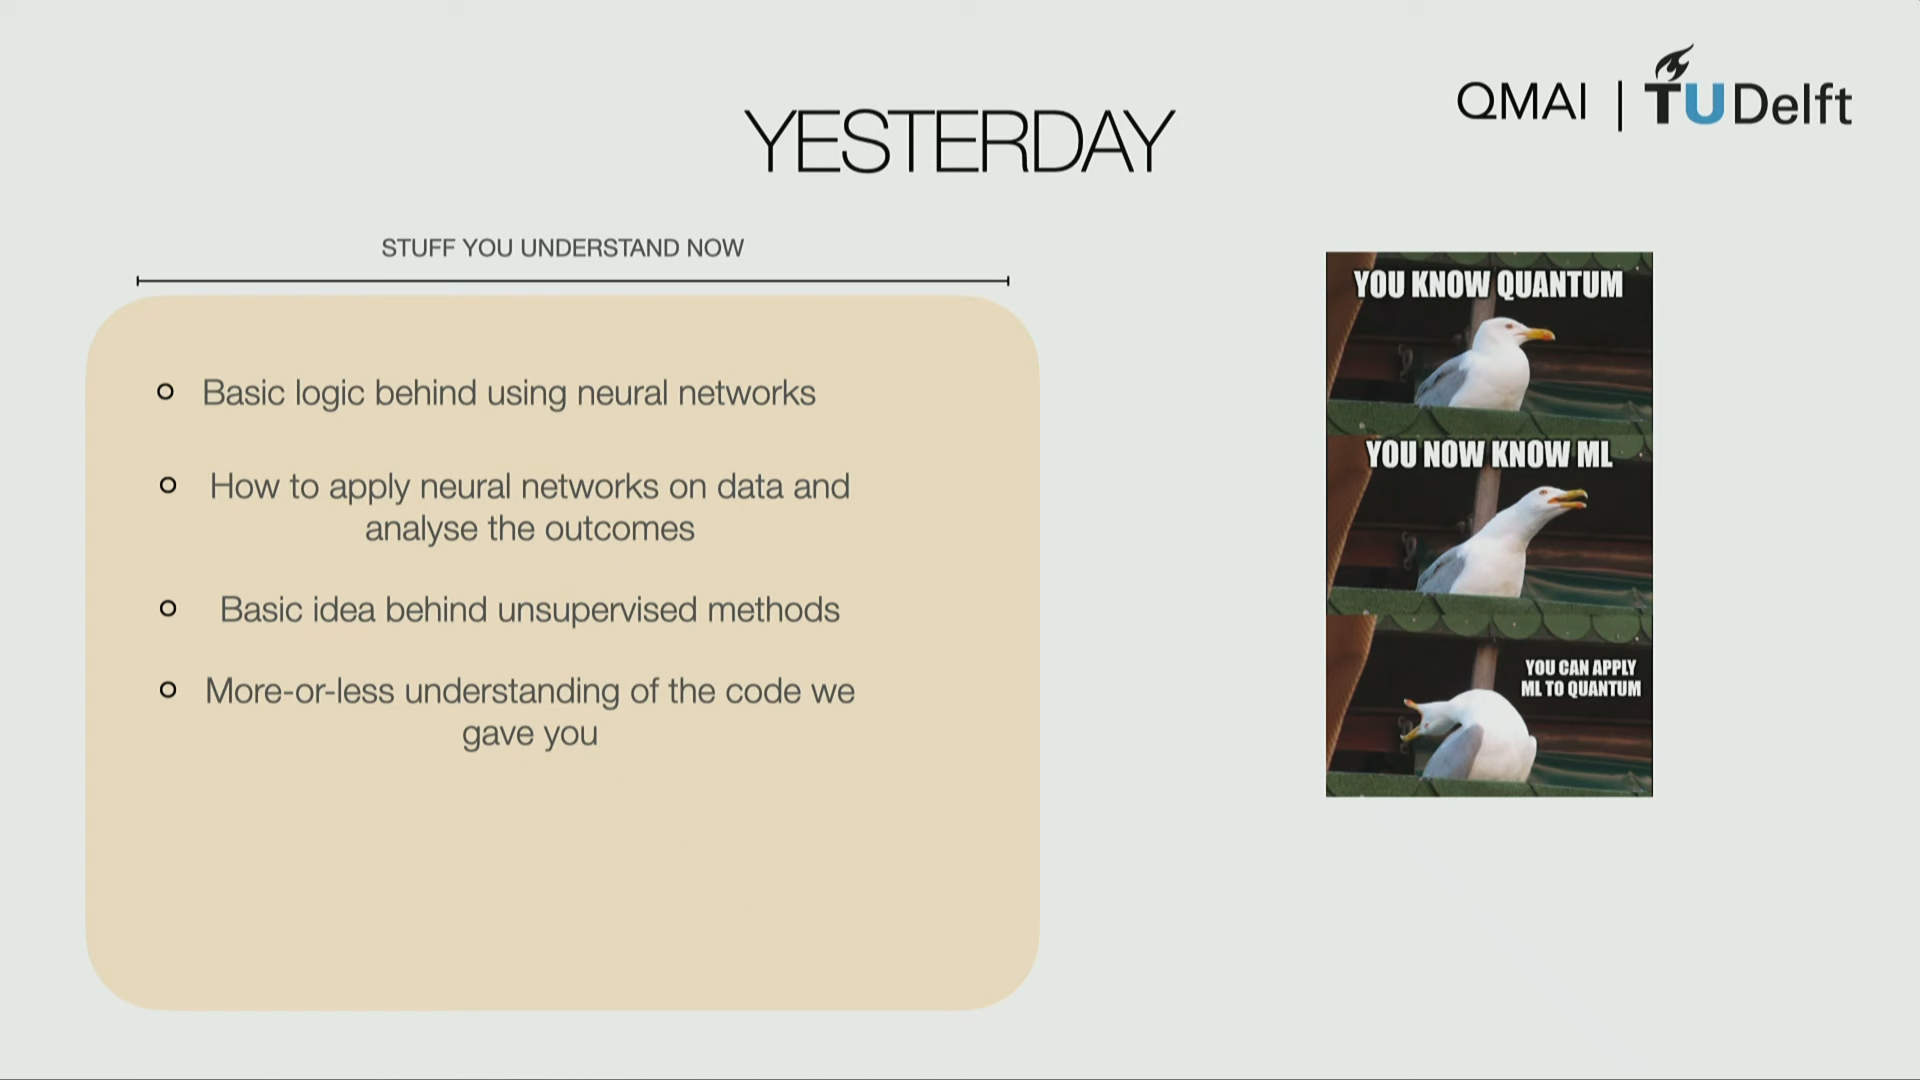 QMAI | TU Delft
YESTERDAY
STUFF YOU UNDERSTAND NOW
Basic logic behind using neural networks
How to apply neural networks on data and
analyse the outcomes
Basic idea behind unsupervised methods
More-or-less understanding of the code we
gave you
YOU KNOW QUANTUM
YOU NOW KNOW ML
YOU CAN APPLY
ML TO QUANTUM